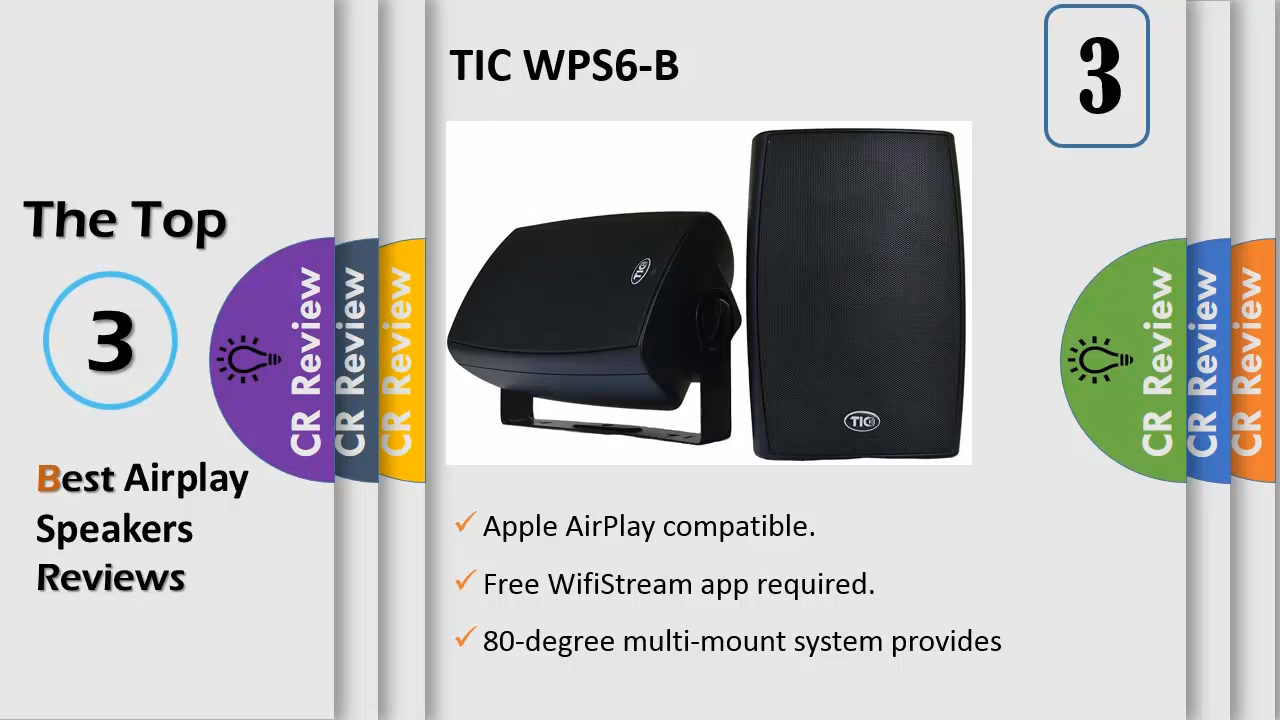 The Top
3
Best Airplay
Speakers
Reviews
CR Review
CR Review
CR Review
TIC WPS6-B
3
TIC
TIC
Apple AirPlay compatible.
Free WifiStream app required.
80-degree multi-mount system provides
CR Review
CR Review
CR Review